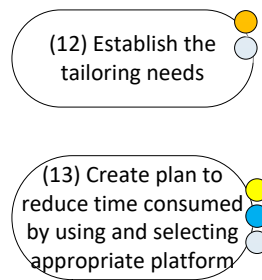 (12) Establish the
tailoring needs
(13) Create plan to
reduce time consumed
by using and selecting
appropriate platform